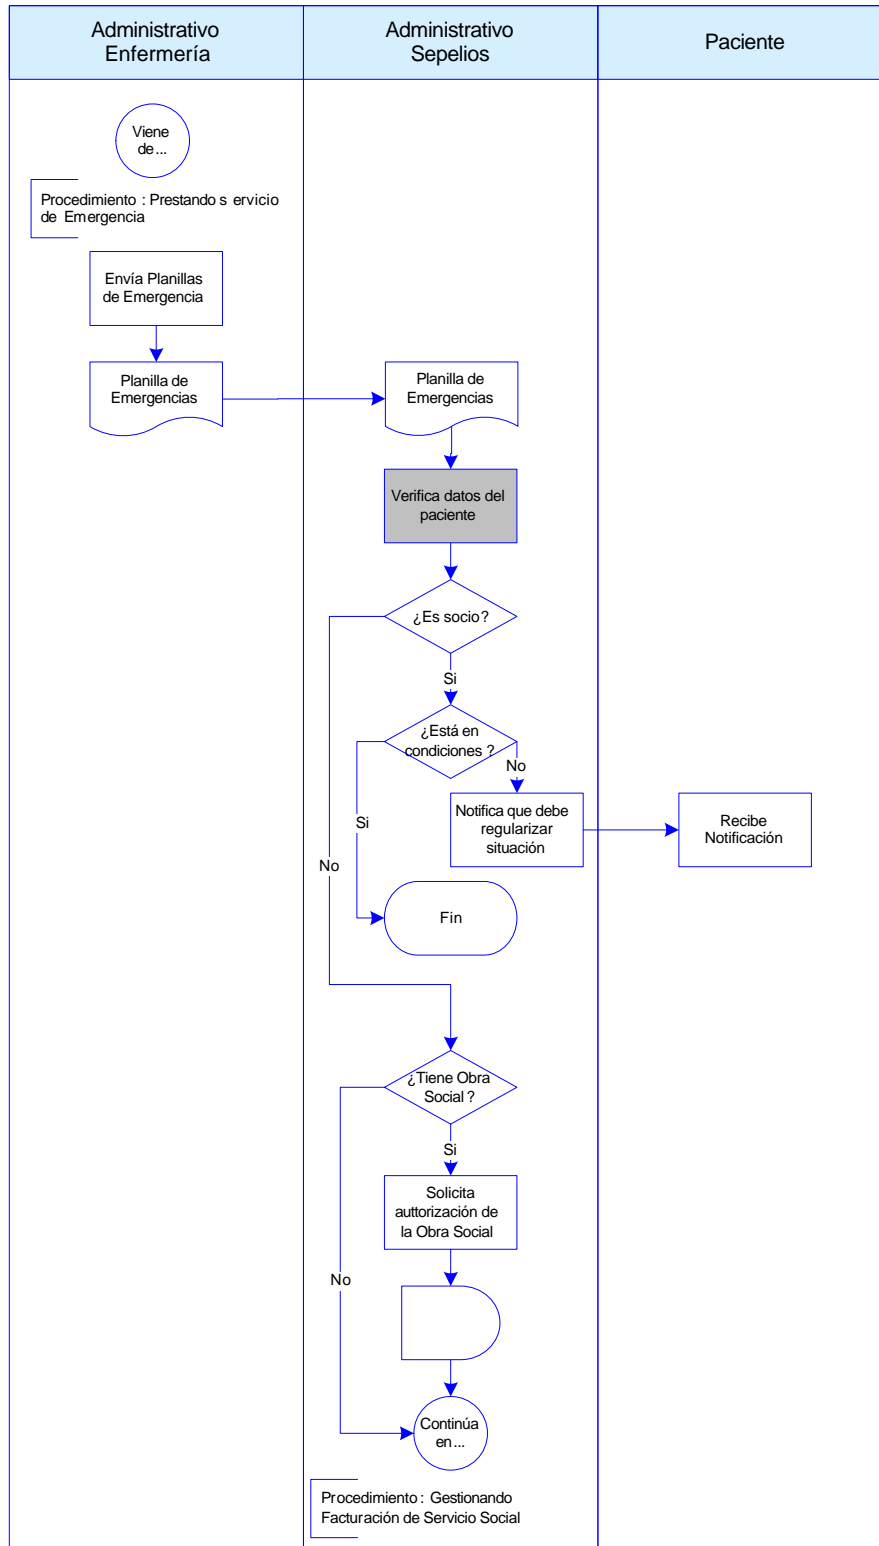 Administrativo
Enfermería
Administrativo
Sepelios
Paciente
Viene
de ...
Procedimiento : Prestando s ervicio
de Emergencia
Envía Planillas
de Emergencia
Planilla de
Emergencias
Planilla de
Emergencias
Verifica datos del
paciente
¿Es socio?
Si
¿Está en
condiciones ?
No
Si
Notifica que debe
regularizar
situación
Recibe
Notificación
No
Fin
¿Tiene Obra
Social ?
Si
Solicita
auttorización de
la Obra Social
No
Continúa
en ...
Procedimiento : Gestionando
Facturación de Servicio Social